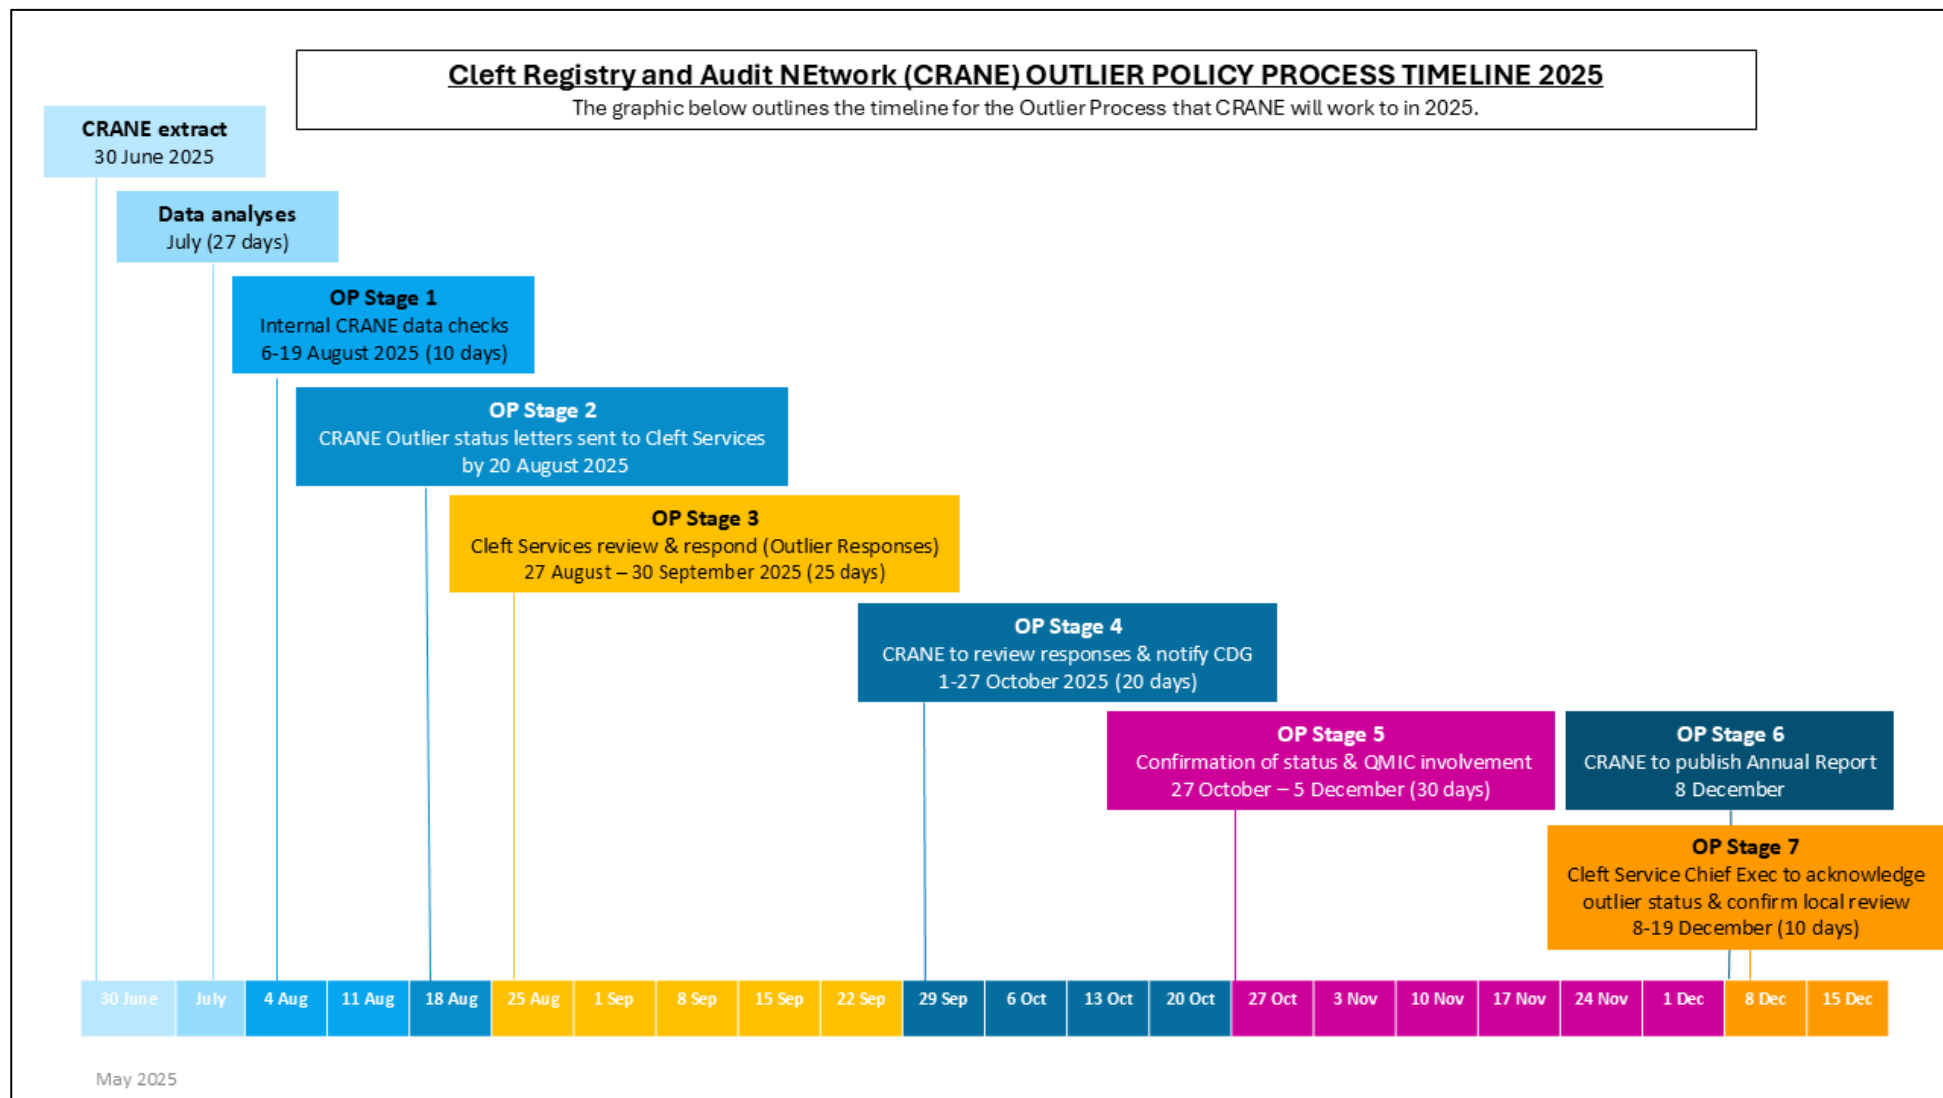 Cleft Registry and Audit NEtwork (CRANE) OUTLIER POLICY PROCESS TIMELINE 2025
The graphic below outlines the timeline for the Outlier Process that CRANE will work to in 2025.
CRANE extract
30 June 2025
Data analyses
July (27 days)
OP Stage 1
Internal CRANE data checks
6-19 August 2025 (10 days)
OP Stage 2
CRANE Outlier status letters sent to Cleft Services
by 20 August 2025
OP Stage 3
Cleft Services review & respond (Outlier Responses)
27 August – 30 September 2025 (25 days)
OP Stage 4
CRANE to review responses & notify CDG
1-27 October 2025 (20 days)
OP Stage 5
Confirmation of status & QMIC involvement
27 October – 5 December (30 days)
OP Stage 6
CRANE to publish Annual Report
8 December
OP Stage 7
Cleft Service Chief Exec to acknowledge
outlier status & confirm local review
8-19 December (10 days)
30 June July 4 Aug 11 Aug 18 Aug 25 Aug 1 Sep 8 Sep 15 Sep 22 Sep 29 Sep 6 Oct 13 Oct 20 Oct 27 Oct 3 Nov 10 Nov 17 Nov 24 Nov 1 Dec 8 Dec 15 Dec
May 2025